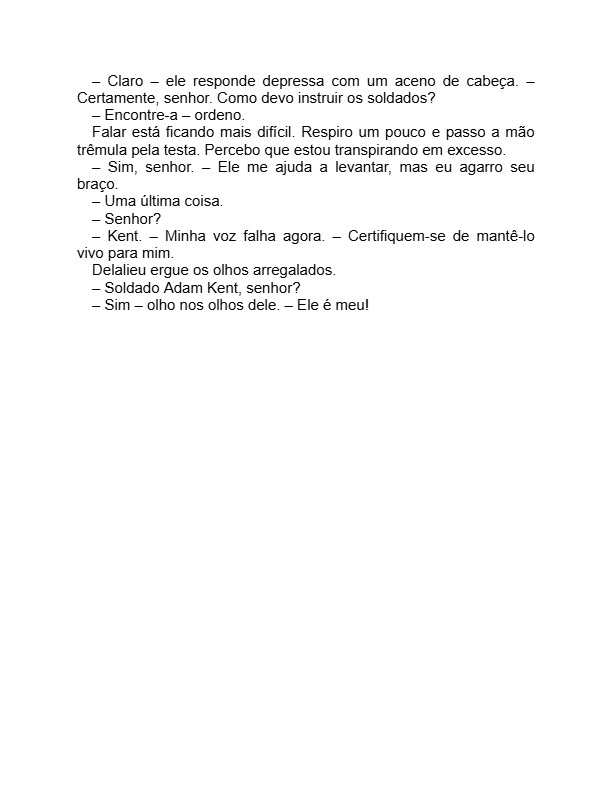 – Claro – ele responde depressa com um aceno de cabeça. –
Certamente, senhor. Como devo instruir os soldados?
– Encontre-a – ordeno.
Falar está ficando mais difícil. Respiro um pouco e passo a mão
trêmula pela testa. Percebo que estou transpirando em excesso.
– Sim, senhor. – Ele me ajuda a levantar, mas eu agarro seu
braço.
– Uma última coisa.
– Senhor?
– Kent. – Minha voz falha agora. – Certifiquem-se de mantê-lo
vivo para mim.
Delalieu ergue os olhos arregalados.
– Soldado Adam Kent, senhor?
– Sim – olho nos olhos dele. – Ele é meu!